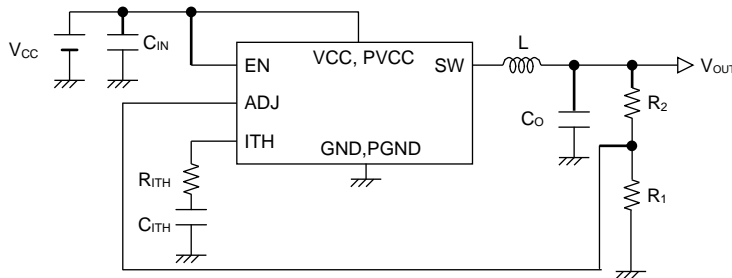 VCC
CIN
VCC, PVCC
EN
SW
L
VOUT
ADJ
R2
CO
ITH
GND,PGND
RITH
R1
CITH